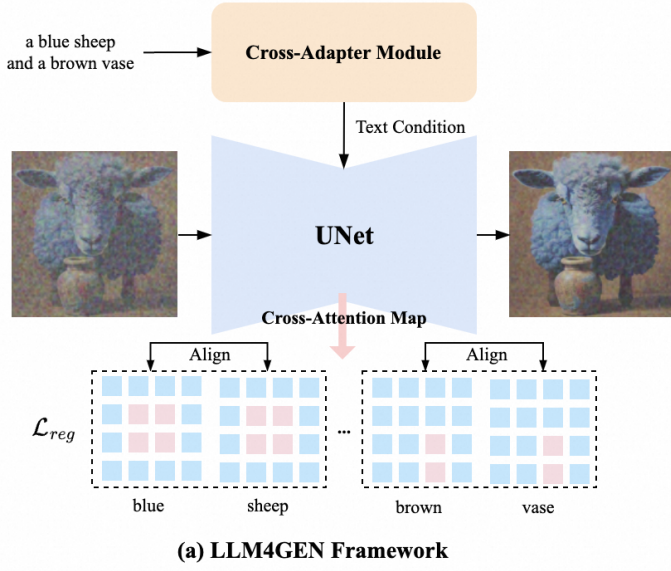 a blue sheep
and a brown vase
Cross-Adapter Module
Text Condition
UNet
Cross-Attention Map
Align
Align
ℒreg
...
blue
sheep
brown
vase
(a) LLM4GEN Framework